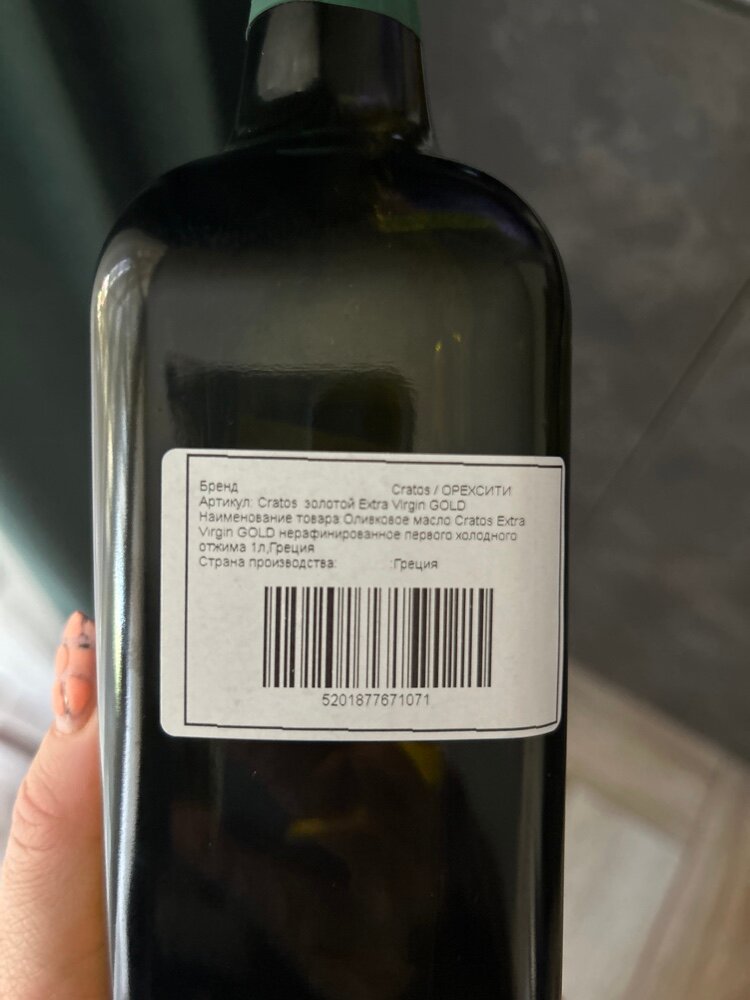 Бренд Cratos / ОРЕХСИТИ
Артикул: Cratos золотой Extra Virgin GOLD
Наименование товара Оливковое масло Cratos Extra
Virgin GOLD нерафинированное первого холодного
отжима 1л,Греция
Страна производства: :Греция
5201877671071